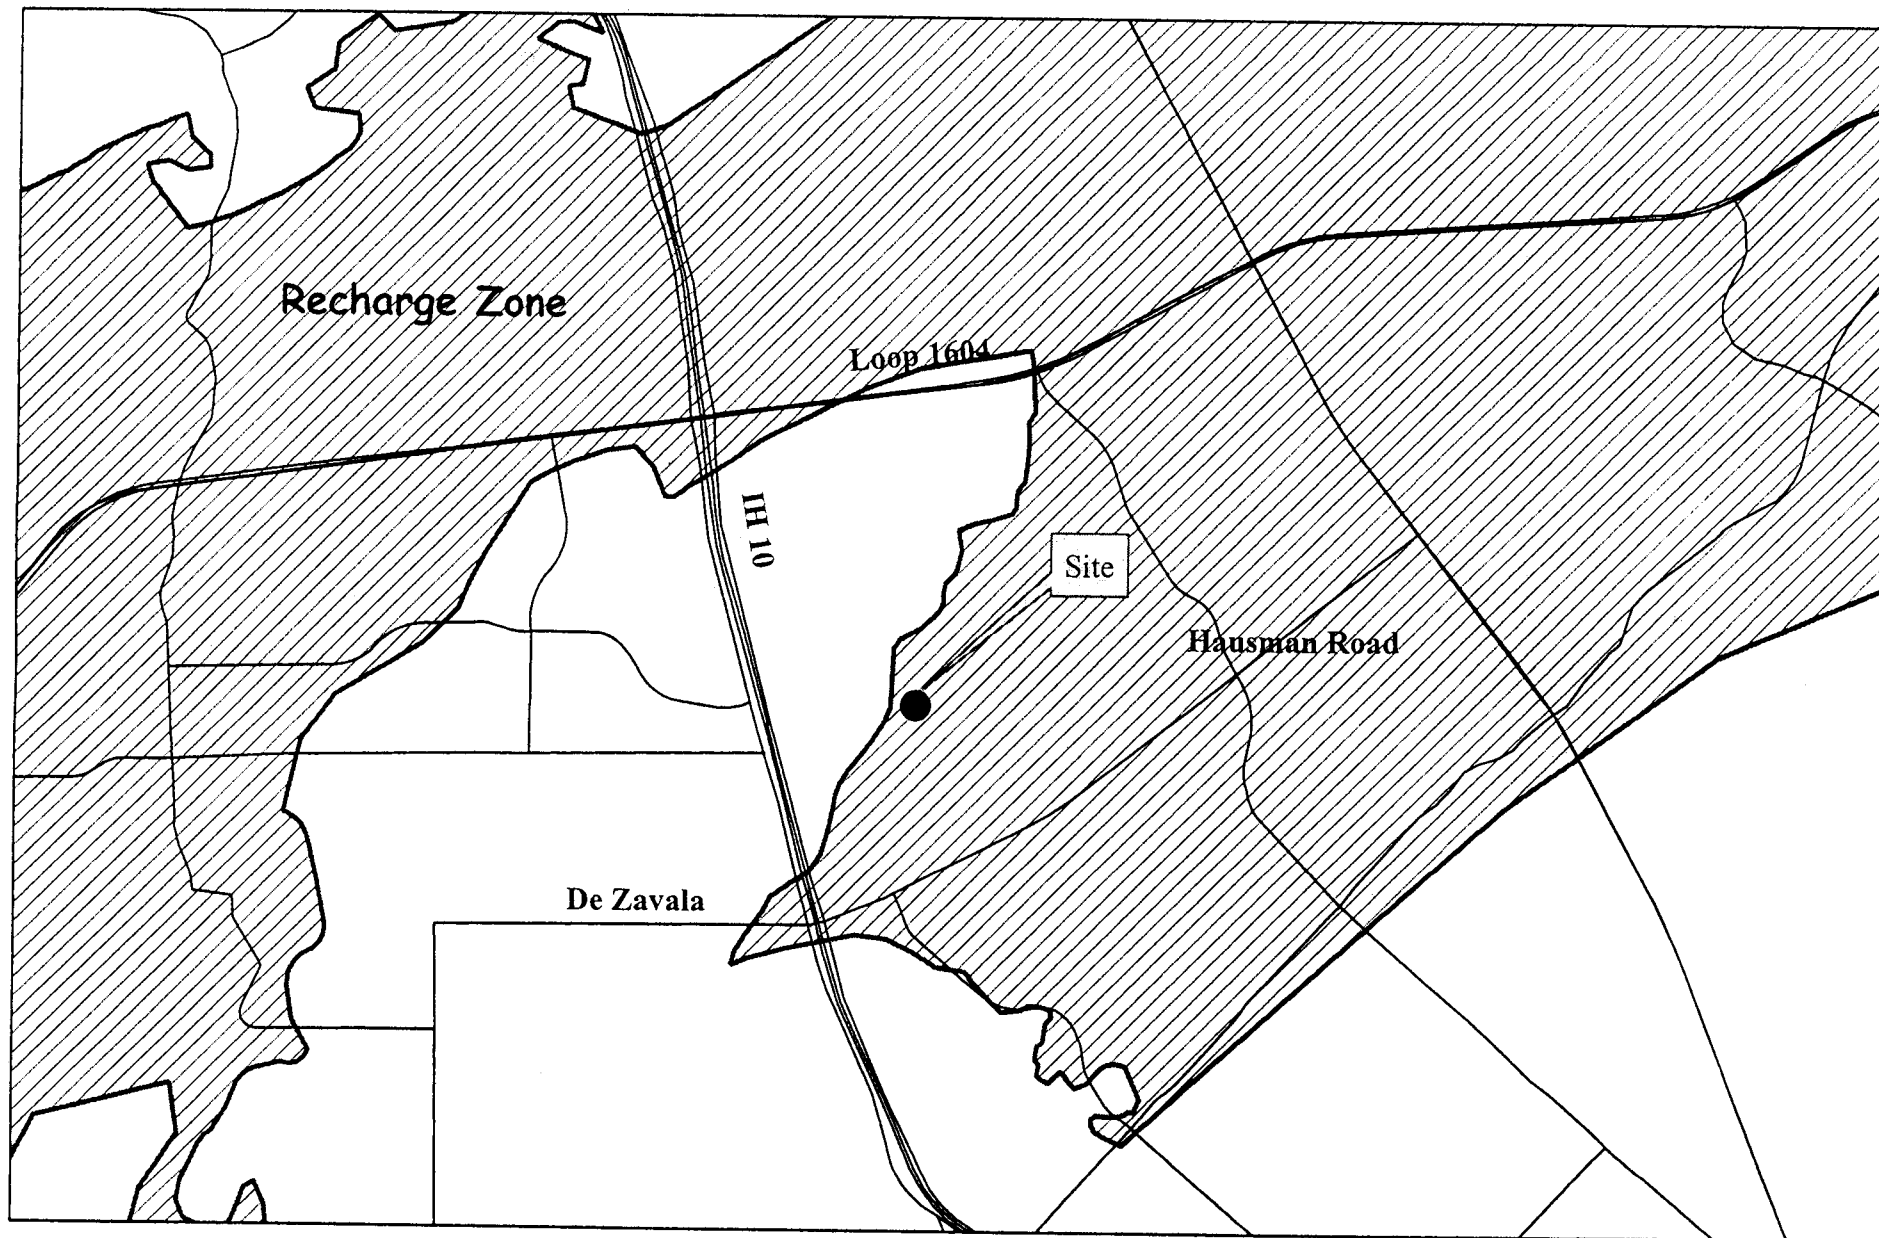 Recharge Zone
Loop 1604
IH 10
Site
Hausman Road
De Zavala